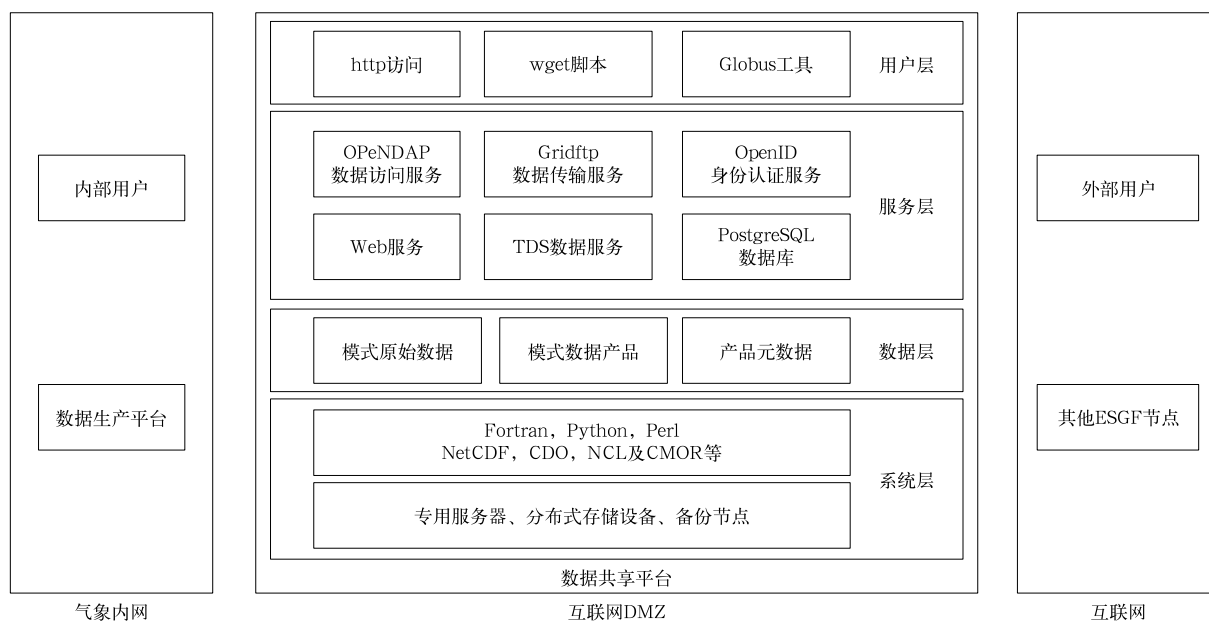 内部用户
数据生产平台
气象内网
http访问
wget脚本
Globus工具
用户层
OPeNDAP
数据访问服务
Gridftp
数据传输服务
OpenID
身份认证服务
Web服务
TDS数据服务
PostgreSQL
数据库
服务层
模式原始数据
模式数据产品
产品元数据
数据层
Fortran，Python，Perl
NetCDF，CDO，NCL及CMOR等
专用服务器、分布式存储设备、备份节点
系统层
数据共享平台
互联网DMZ
外部用户
其他ESGF节点
互联网